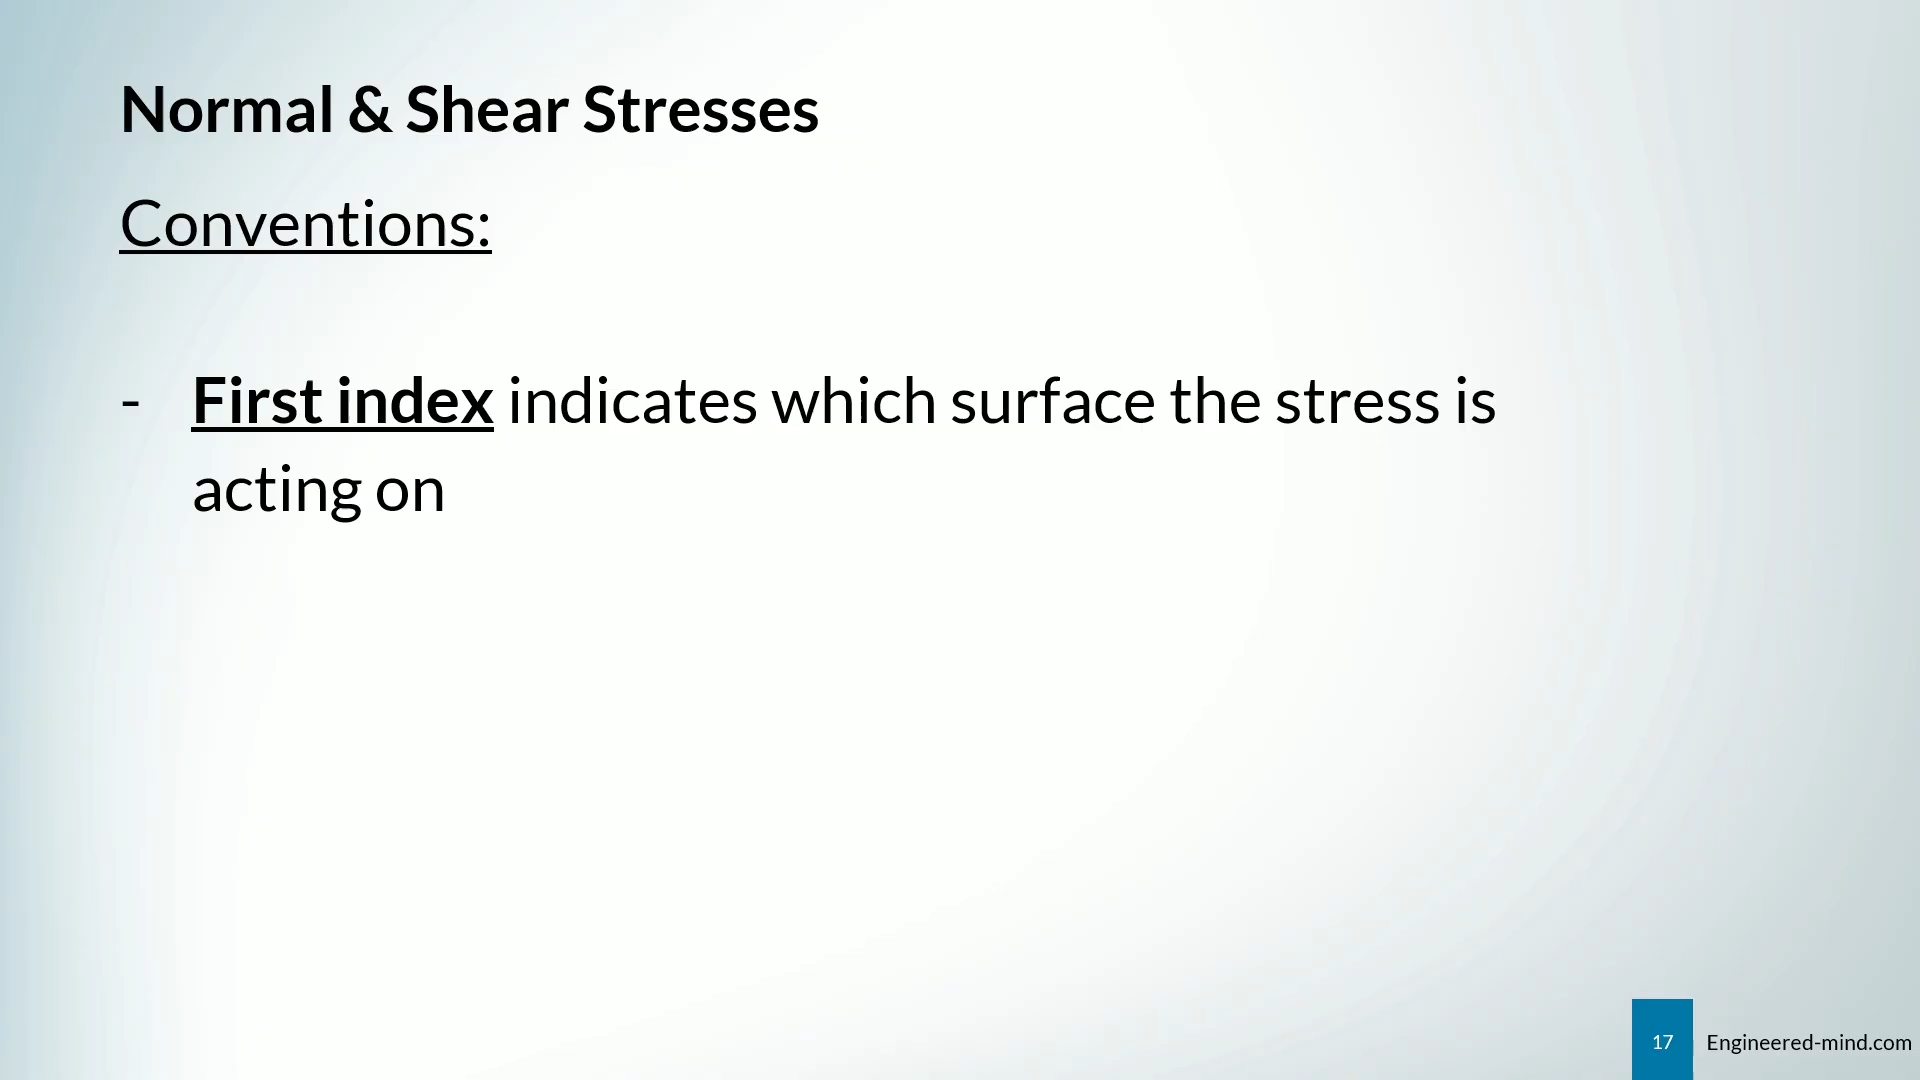 Normal & Shear Stresses
Conventions:
- First index indicates which surface the stress is
acting on
17 Engineered-mind.com